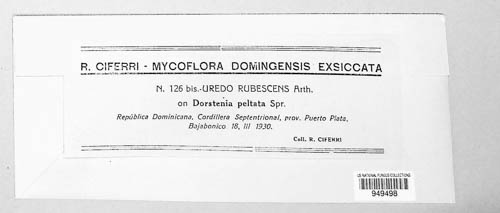 R. CIFERRI - MYCOFLORA DOMINGENSIS EXSICCATA
N. 126 bis.-UREDO RUBESCENS Arth.
on Dorstenia peltata Spr.
República Dominicana, Cordillera Septentrional, prov. Puerto Plata,
Bajabonico 18, III 1930.
Coll. R. CIFERRI
US NATIONAL FUNGUS COLLECTIONS
949498